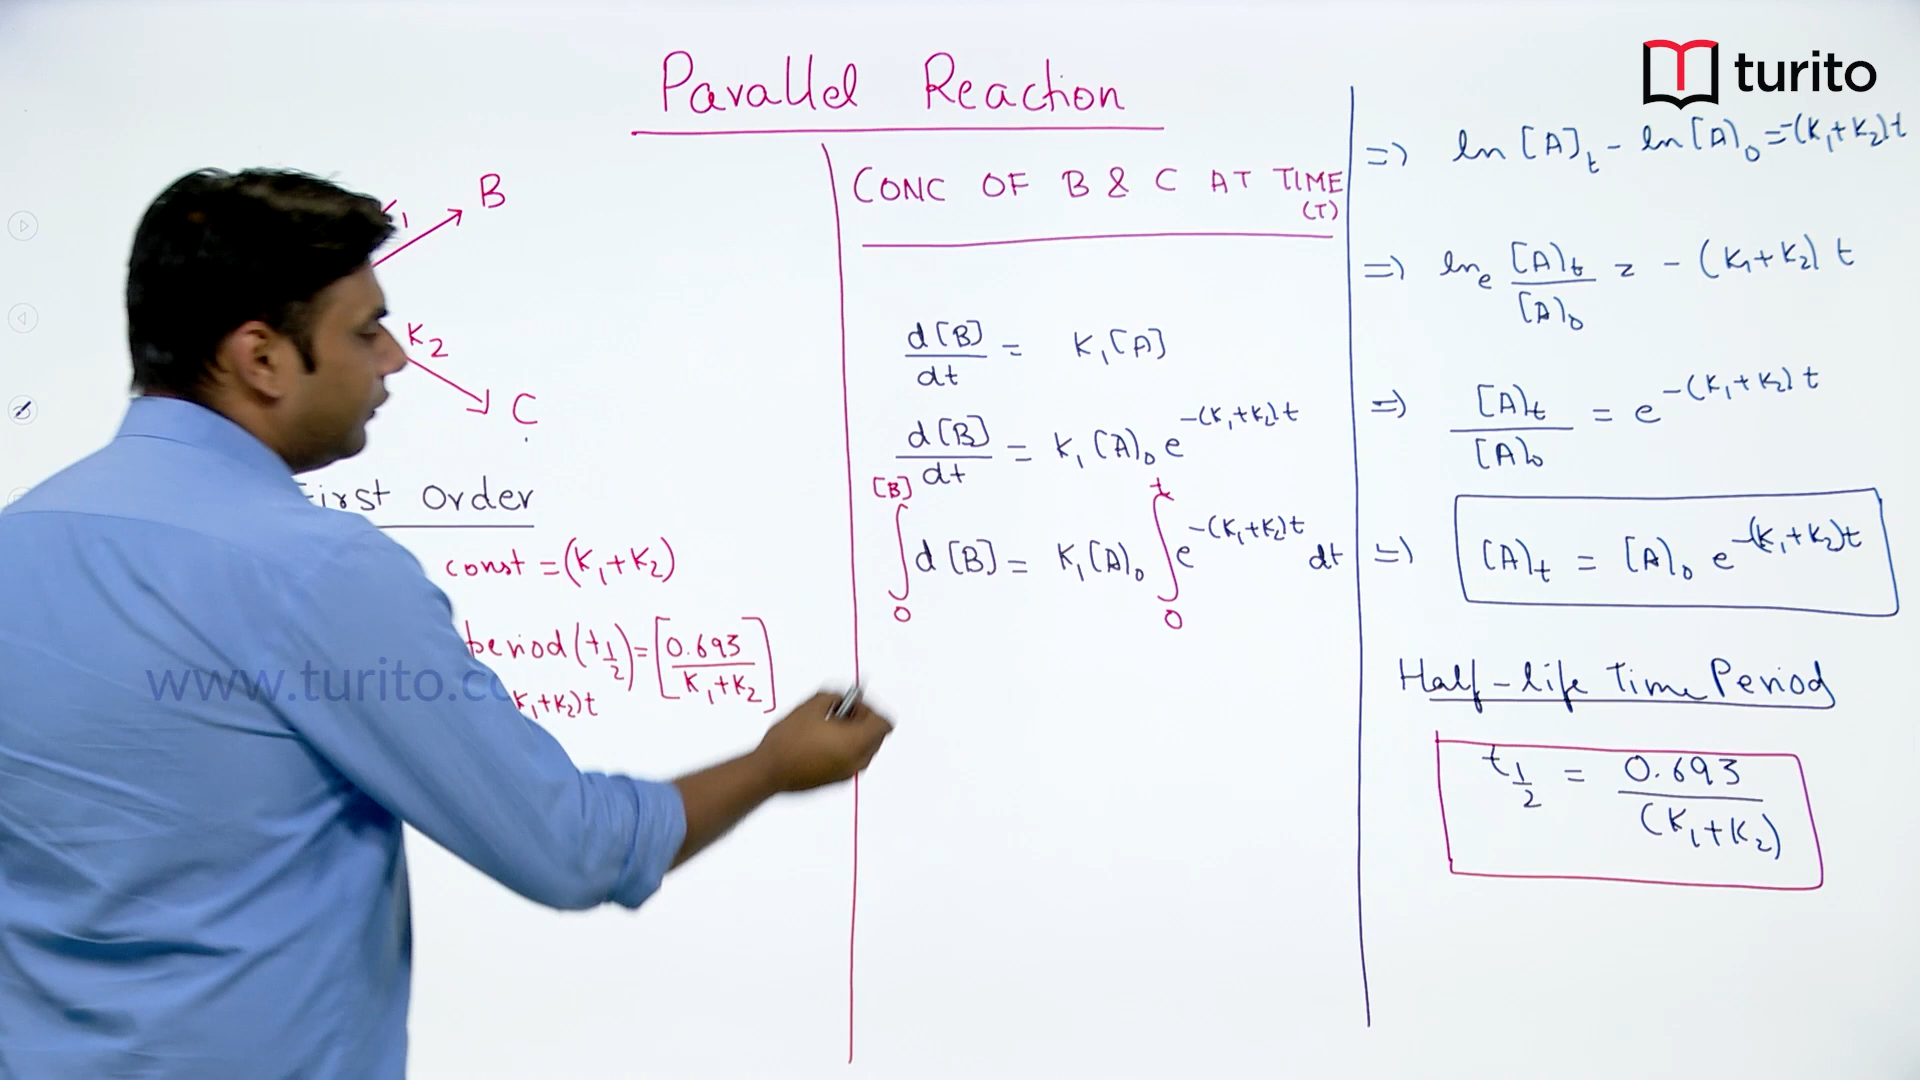 turito
Parallel Reaction
B
K₂
C
First Order
const = (K₁+K₂)
period (t½) = [0.693 / K₁+K₂]
K₁+K₂)t
www.turito.co
CONC OF B & C AT TIME
(T)
d[B]/dt = K₁[A]
d[B]/dt = K₁[A]₀ e^-(K₁+K₂)t
∫₀^[B] d[B] = K₁[A]₀ ∫₀^t e^-(K₁+K₂)t dt
=> ln[A]t - ln[A]₀ = -(K₁+K₂)t
=> lnₑ [A]t/[A]₀ = -(K₁+K₂)t
=> [A]t/[A]₀ = e^-(K₁+K₂)t
=> [A]t = [A]₀ e^-(K₁+K₂)t
Half-life Time Period
t½ = 0.693/(K₁+K₂)